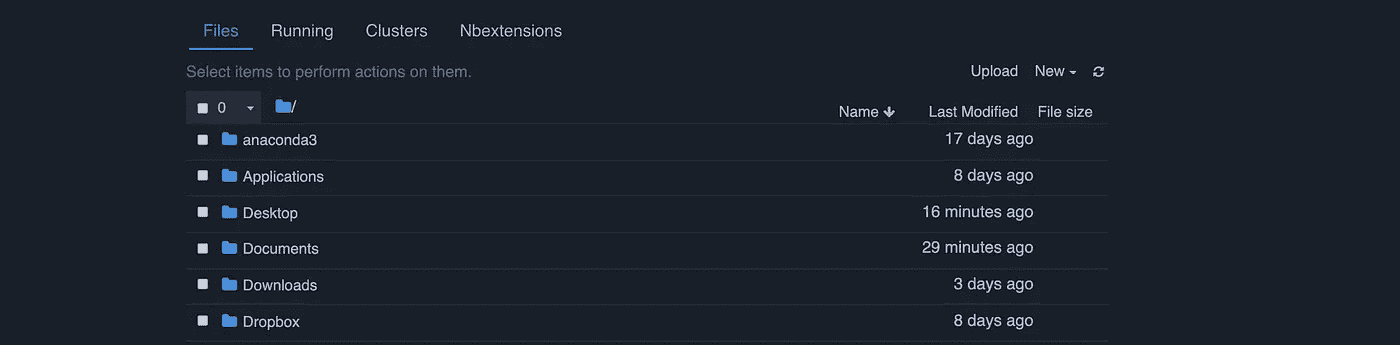 Files Running Clusters Nbextensions
Select items to perform actions on them. Upload New
0 / Name Last Modified File size
anaconda3 17 days ago
Applications 8 days ago
Desktop 16 minutes ago
Documents 29 minutes ago
Downloads 3 days ago
Dropbox 8 days ago